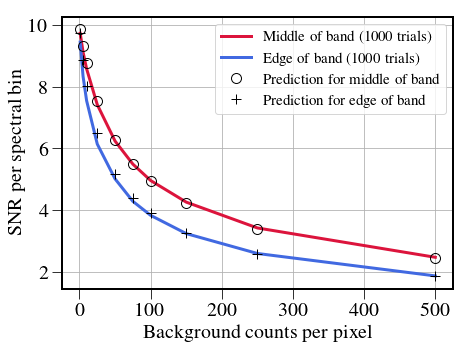 Middle of band (1000 trials)
Edge of band (1000 trials)
Prediction for middle of band
Prediction for edge of band
SNR per spectral bin
10
8
6
4
2
0 100 200 300 400 500
Background counts per pixel